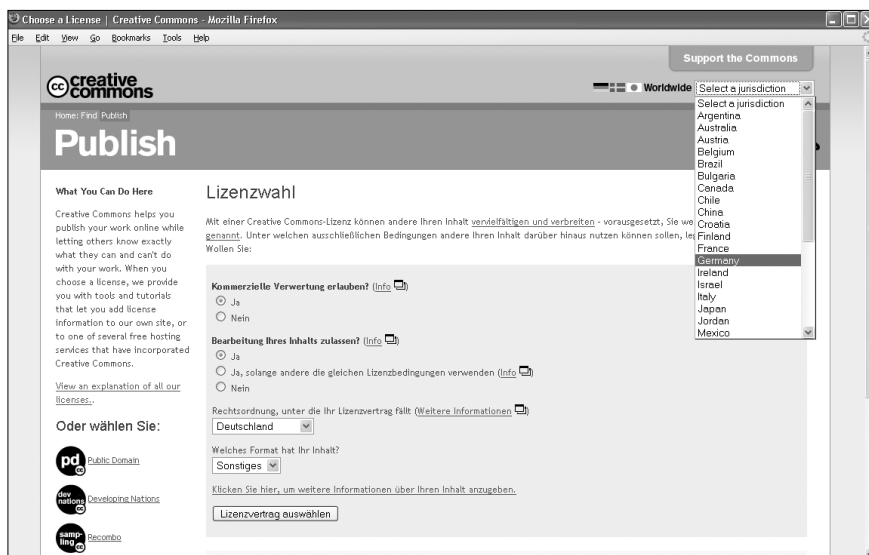 Choose a License | Creative Commons - Mozilla Firefox
File Edit View Go Bookmarks Tools Help
Support the Commons
cc creative commons
Worldwide Select a jurisdiction
Select a jurisdiction
Argentina
Australia
Austria
Belgium
Brazil
Bulgaria
Canada
Chile
China
Croatia
Finland
France
Germany
Ireland
Israel
Italy
Japan
Jordan
Mexico
Home: Find Publish
Publish
What You Can Do Here
Creative Commons helps you
publish your work online while
letting others know exactly
what they can and can't do
with your work. When you
choose a license, we provide
you with tools and tutorials
that let you add license
information to our own site, or
to one of several free hosting
services that have incorporated
Creative Commons.
View an explanation of all our
licenses..
Oder wählen Sie:
pd cc Public Domain
dev nations cc Developing Nations
samp- ling cc Recombo
Lizenzwahl
Mit einer Creative Commons-Lizenz können andere Ihren Inhalt vervielfältigen und verbreiten - vorausgesetzt, Sie we
genannt. Unter welchen ausschließlichen Bedingungen andere Ihren Inhalt darüber hinaus nutzen können sollen, le
Wollen Sie:
Kommerzielle Verwertung erlauben? (Info)
Ja
Nein
Bearbeitung Ihres Inhalts zulassen? (Info)
Ja
Ja, solange andere die gleichen Lizenzbedingungen verwenden (Info)
Nein
Rechtsordnung, unter die Ihr Lizenzvertrag fällt (Weitere Informationen)
Deutschland
Welches Format hat Ihr Inhalt?
Sonstiges
Klicken Sie hier, um weitere Informationen über Ihren Inhalt anzugeben.
Lizenzvertrag auswählen